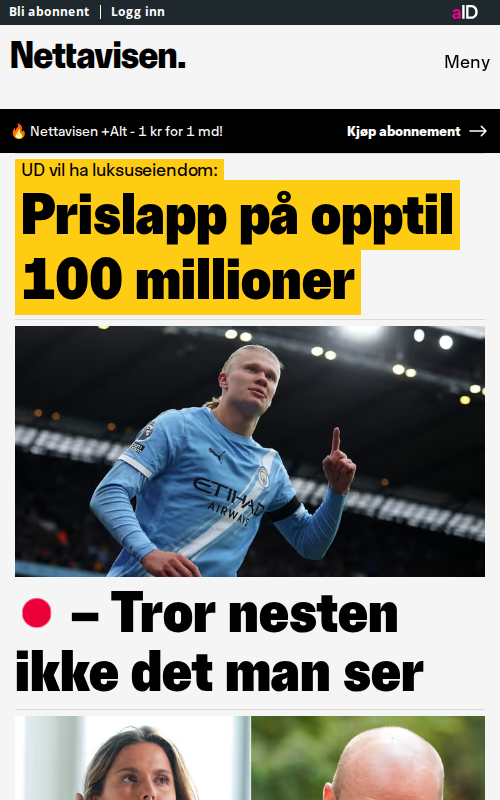 Bli abonnent Logg inn aID
Nettavisen.
Meny
🔥 Nettavisen +Alt - 1 kr for 1 md! Kjøp abonnement →
UD vil ha luksuseiendom:
Prislapp på opptil
100 millioner
ETIHAD
AIRWAYS
– Tror nesten
ikke det man ser